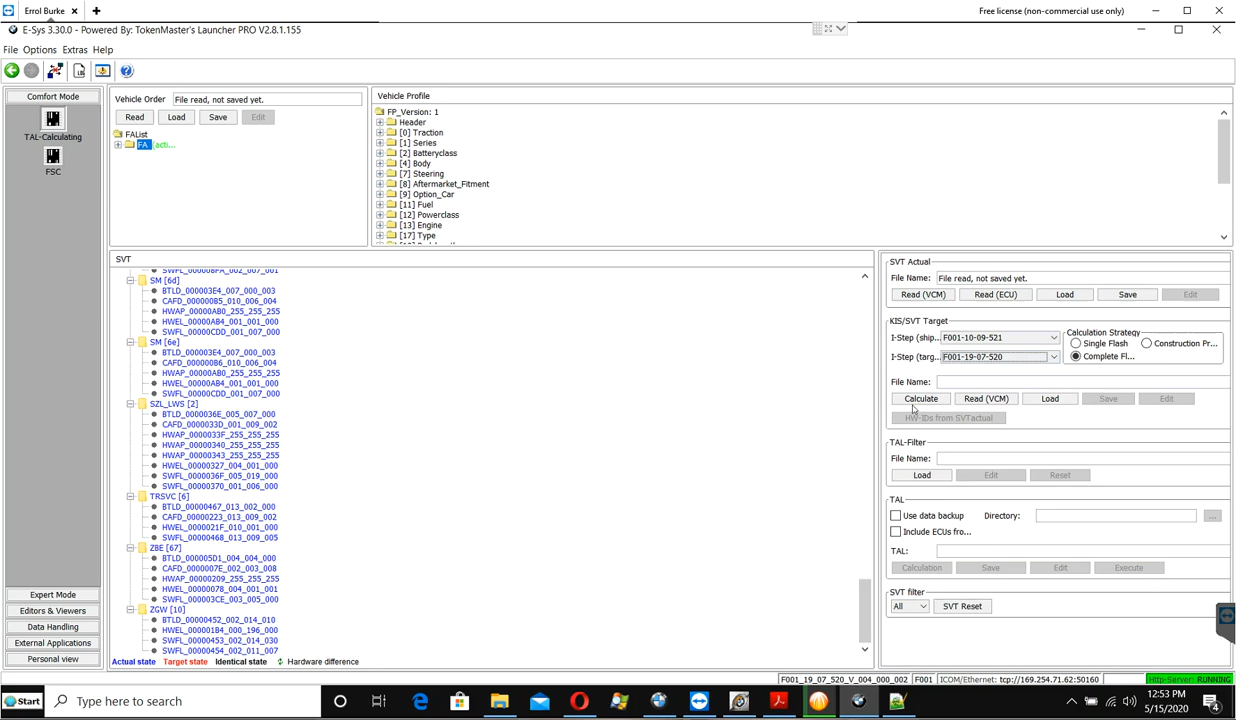 Errol Burke
Free license (non-commercial use only)
E-Sys 3.30.0 - Powered By: TokenMaster's Launcher PRO V2.8.1.155
File Options Extras Help
Comfort Mode
TAL-Calculating
FSC
Expert Mode
Editors & Viewers
Data Handling
External Applications
Personal view
Vehicle Order File read, not saved yet.
Read Load Save Edit
FAList
FA [acti...
Vehicle Profile
FP_Version: 1
Header
[0] Traction
[1] Series
[2] Batteryclass
[4] Body
[7] Steering
[8] Aftermarket_Fitment
[9] Option_Car
[11] Fuel
[12] Powerclass
[13] Engine
[17] Type
SVT
SWFL_000008FA_002_007_001
SM [6d]
BTLD_000003E4_007_000_003
CAFD_00000085_010_006_004
HWAP_00000AB0_255_255_255
HWEL_00000AB4_001_001_000
SWFL_00000CDD_001_007_000
SM [6e]
BTLD_000003E4_007_000_003
CAFD_00000086_010_006_004
HWAP_00000AB0_255_255_255
HWEL_00000AB4_001_001_000
SWFL_00000CDD_001_007_000
SZL_LWS [2]
BTLD_0000036E_005_007_000
CAFD_0000033D_001_009_002
HWAP_0000033F_255_255_255
HWAP_00000340_255_255_255
HWAP_00000343_255_255_255
HWEL_00000327_004_001_000
SWFL_0000036F_005_019_000
SWFL_00000370_001_006_000
TRSVC [6]
BTLD_00000467_013_002_000
CAFD_00000223_013_009_002
HWEL_0000021F_010_001_000
SWFL_00000468_013_009_005
ZBE [67]
BTLD_000005D1_004_004_000
CAFD_0000007E_002_003_008
HWAP_00000209_255_255_255
HWEL_00000078_004_001_001
SWFL_000003CE_003_005_000
ZGW [10]
BTLD_00000452_002_014_010
HWEL_000001B4_000_196_000
SWFL_00000453_002_014_030
SWFL_00000454_002_011_007
Actual state Target state Identical state Hardware difference
SVT Actual
File Name: File read, not saved yet.
Read (VCM) Read (ECU) Load Save Edit
KIS/SVT Target
I-Step (ship... F001-10-09-521
I-Step (targ... F001-19-07-520
Calculation Strategy
Single Flash Construction Pr...
Complete Fl...
File Name:
Calculate Read (VCM) Load Save Edit
HW-IDs from SVTactual
TAL-Filter
File Name:
Load Edit Reset
TAL
Use data backup Directory: ...
Include ECUs fro...
TAL:
Calculation Save Edit Execute
SVT filter
All SVT Reset
F001_19_07_520_V_004_000_002 F001 ICOM/Ethernet: tcp://169.254.71.62:50160 Http-Server: RUNNING
Start Type here to search
12:53 PM
5/15/2020
4